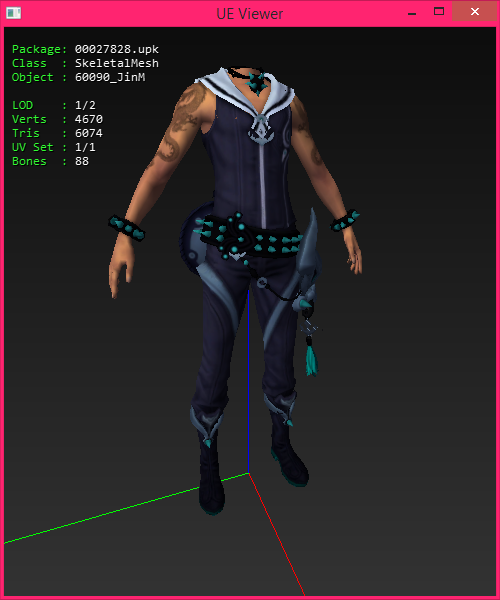 UE Viewer
Package: 00027828.upk
Class : SkeletalMesh
Object : 60090_JinM
LOD : 1/2
Verts : 4670
Tris : 6074
UV Set : 1/1
Bones : 88